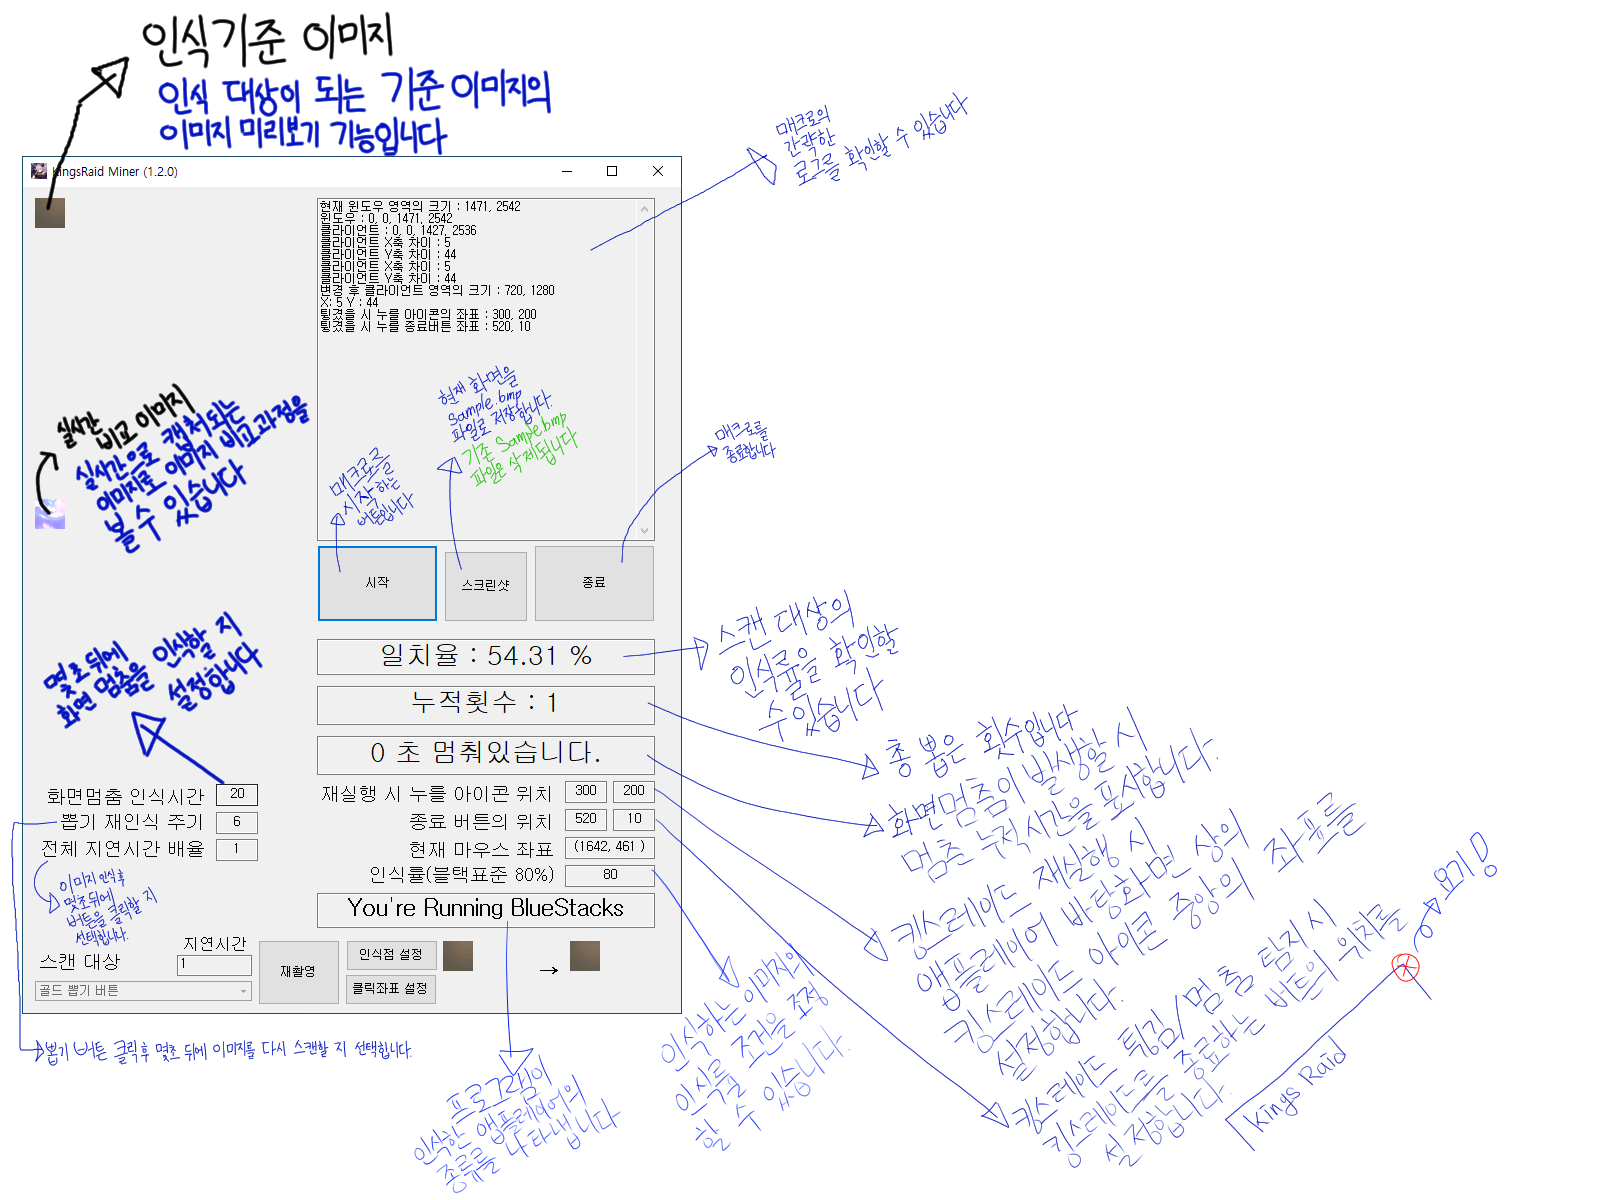 인식기준 이미지
인식 대상이 되는 기준 이미지의
이미지 미리보기 기능입니다
매크로의
간략한
로그를 확인할 수 있습니다
KingsRaid Miner (1.2.0)
현재 윈도우 영역의 크기 : 1471, 2542
윈도우 : 0, 0, 1471, 2542
클라이언트 : 0, 0, 1427, 2536
클라이언트 X축 차이 : 5
클라이언트 Y축 차이 : 44
클라이언트 X축 차이 : 5
클라이언트 Y축 차이 : 44
변경 후 클라이언트 영역의 크기 : 720, 1280
X: 5 Y : 44
튕겼을 시 누를 아이콘의 좌표 : 300, 200
튕겼을 시 누를 종료버튼 좌표 : 520, 10
실시간
비교 이미지
실시간으로 캡처되는
이미지로 이미지 비교과정을
볼 수 있습니다
현재 화면을
Sample.bmp
파일로 저장합니다.
기존 Sample.bmp
파일은 삭제됩니다
매크로를
시작하는
버튼입니다
매크로를
종료합니다
시작
스크린샷
종료
몇초 뒤에
화면 멈춤을 인식할 지
설정합니다
일치율 : 54.31 %
스캔 대상의
인식률을 확인할
수 있습니다
누적횟수 : 1
총 뽑은 횟수입니다
0 초 멈춰있습니다.
화면멈춤이 발생할 시
멈춘 누적시간을 표시합니다.
화면멈춤 인식시간 20
뽑기 재인식 주기 6
전체 지연시간 배율 1
재실행 시 누를 아이콘 위치 300 200
종료 버튼의 위치 520 10
현재 마우스 좌표 (1642, 461 )
인식률(블택표준 80%) 80
You're Running BlueStacks
이미지 인식 후
몇초 뒤에
버튼을 클릭할 지
선택합니다.
스캔 대상
지연시간
1
골드 뽑기 버튼
재촬영
인식점 설정
클릭좌표 설정
→
뽑기 버튼 클릭 후 몇초 뒤에 이미지를 다시 스캔할 지 선택합니다.
프로그램이
인식한 앱플레이어의
종류를 나타냅니다
인식하는 이미지의
인식률 조건을 조정
할 수 있습니다.
킹스레이드 재실행 시
앱플레이어 바탕화면 상의
킹스레이드 아이콘 중앙의 좌표를
설정합니다.
킹스레이드 튕김/멈춤 탐지 시
킹스레이드를 종료하는 버튼의 위치를
설정합니다.
Kings Raid
X
요기!